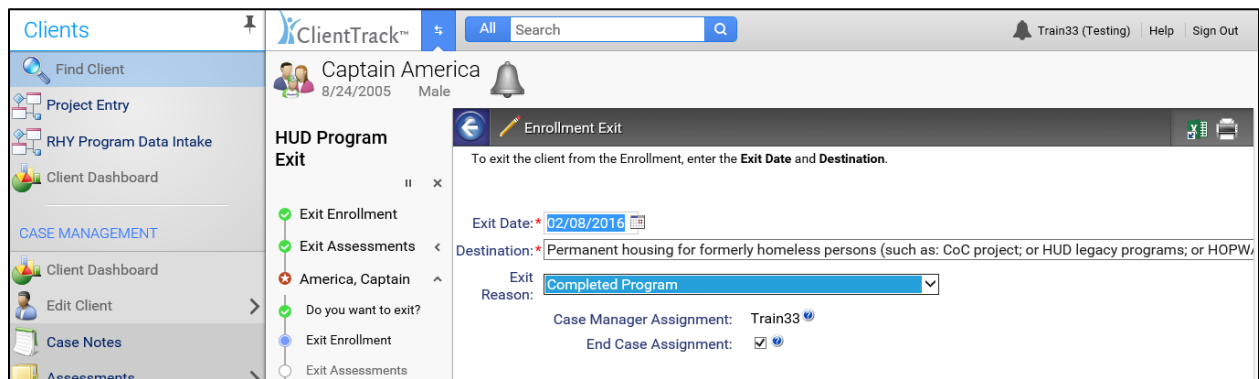 Clients
Find Client
Project Entry
RHY Program Data Intake
Client Dashboard
CASE MANAGEMENT
Client Dashboard
Edit Client
Case Notes
Assessments
ClientTrack™
All
Search
Train33 (Testing)
Help
Sign Out
Captain America
8/24/2005 Male
HUD Program
Exit
Exit Enrollment
Exit Assessments
America, Captain
Do you want to exit?
Exit Enrollment
Exit Assessments
Enrollment Exit
To exit the client from the Enrollment, enter the Exit Date and Destination.
Exit Date:* 02/08/2016
Destination:* Permanent housing for formerly homeless persons (such as: CoC project; or HUD legacy programs; or HOPWA
Exit
Reason: Completed Program
Case Manager Assignment: Train33
End Case Assignment: